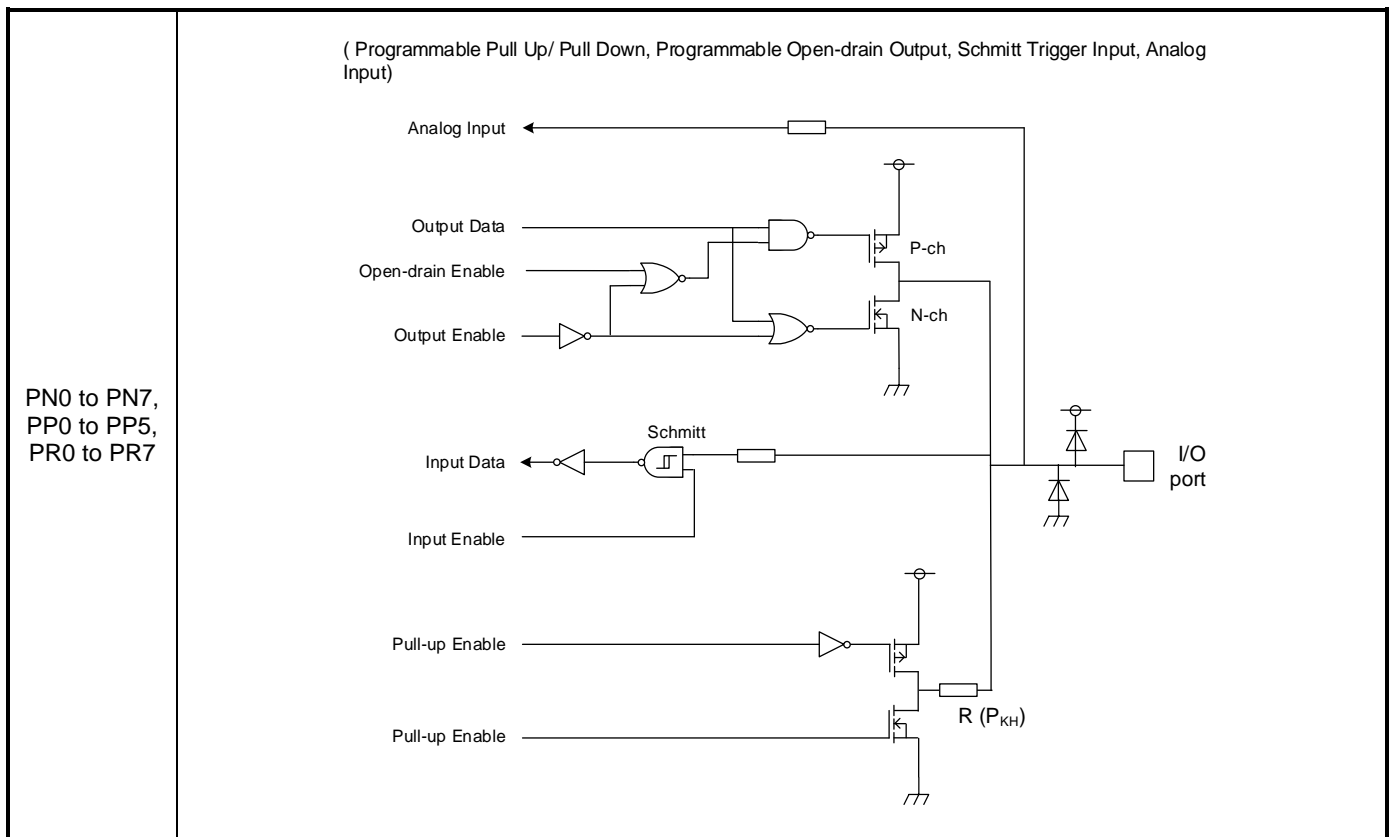 ( Programmable Pull Up/ Pull Down, Programmable Open-drain Output, Schmitt Trigger Input, Analog
Input)
Analog Input
Output Data
P-ch
Open-drain Enable
N-ch
Output Enable
PN0 to PN7,
PP0 to PP5,
PR0 to PR7
Schmitt
Input Data
I/O
port
Input Enable
Pull-up Enable
R (PKH)
Pull-up Enable